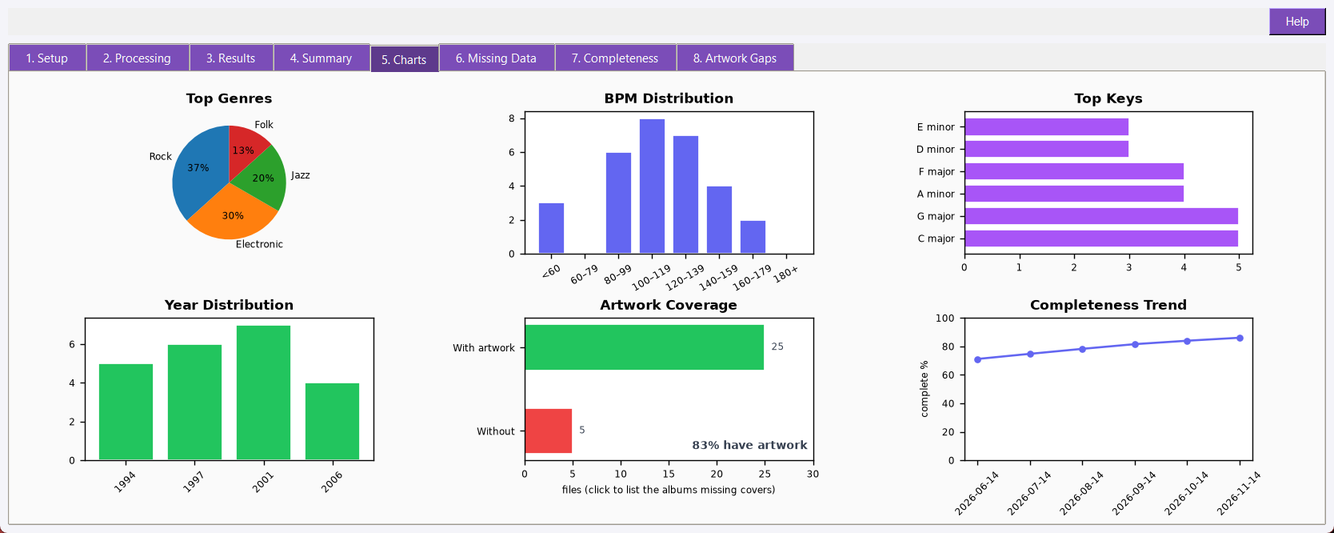 Help
1. Setup
2. Processing
3. Results
4. Summary
5. Charts
6. Missing Data
7. Completeness
8. Artwork Gaps
Top Genres
Folk
Rock
13%
37%
20%
Jazz
30%
Electronic
BPM Distribution
8
6
4
2
0
<60
60–79
80–99
100–119
120–139
140–159
160–179
180+
Top Keys
E minor
D minor
F major
A minor
G major
C major
0 1 2 3 4 5
Year Distribution
6
4
2
0
1994
1997
2001
2006
Artwork Coverage
With artwork
25
Without
5
83% have artwork
0 5 10 15 20 25 30
files (click to list the albums missing covers)
Completeness Trend
complete %
100
80
60
40
20
0
2026-06-14
2026-07-14
2026-08-14
2026-09-14
2026-10-14
2026-11-14